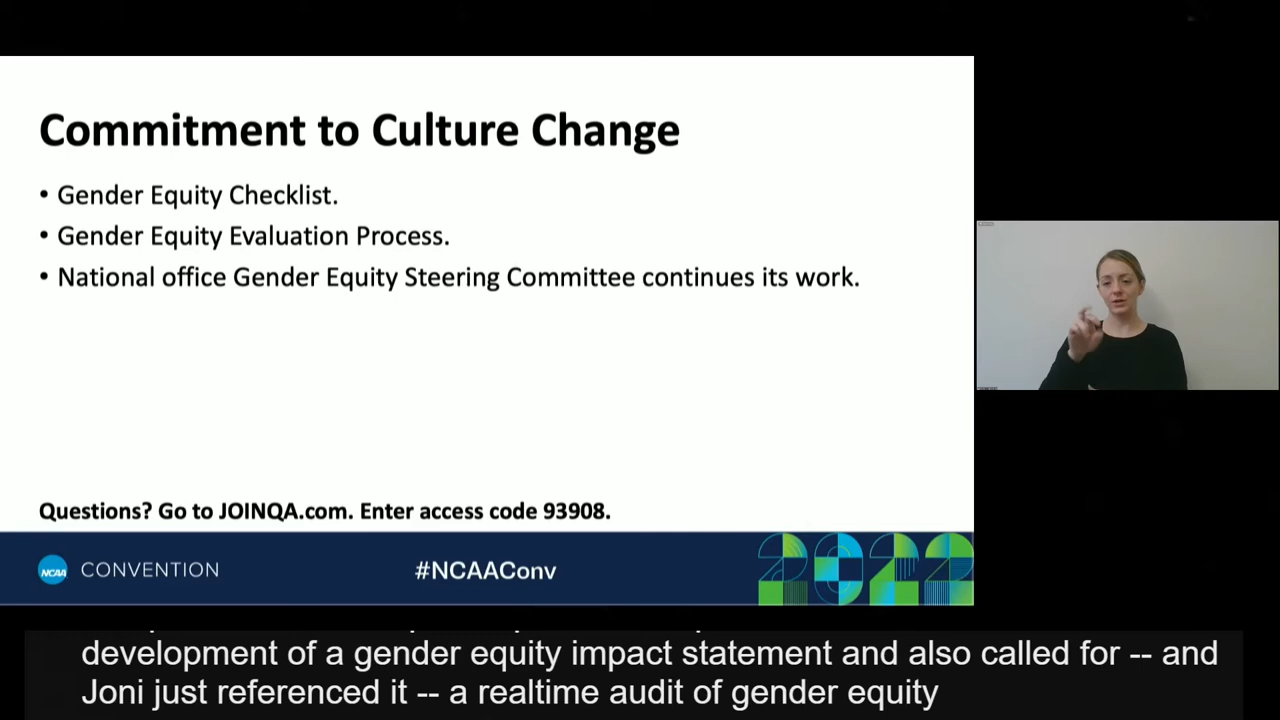 Commitment to Culture Change
• Gender Equity Checklist.
• Gender Equity Evaluation Process.
• National office Gender Equity Steering Committee continues its work.
Questions? Go to JOINQA.com. Enter access code 93908.
NCAA CONVENTION
#NCAAConv
2022
development of a gender equity impact statement and also called for -- and
Joni just referenced it -- a realtime audit of gender equity